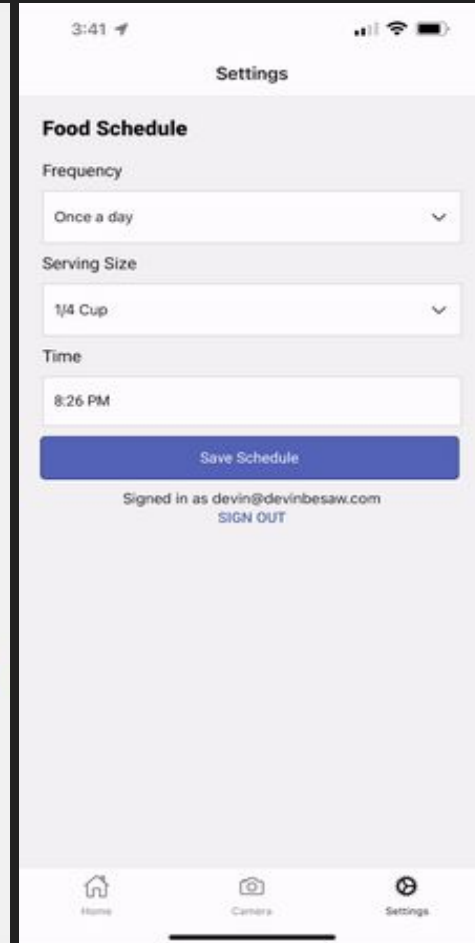 3:41
Settings
Food Schedule
Frequency
Once a day
Serving Size
1/4 Cup
Time
8:26 PM
Save Schedule
Signed in as devin@devinbesaw.com
SIGN OUT
Home
Camera
Settings